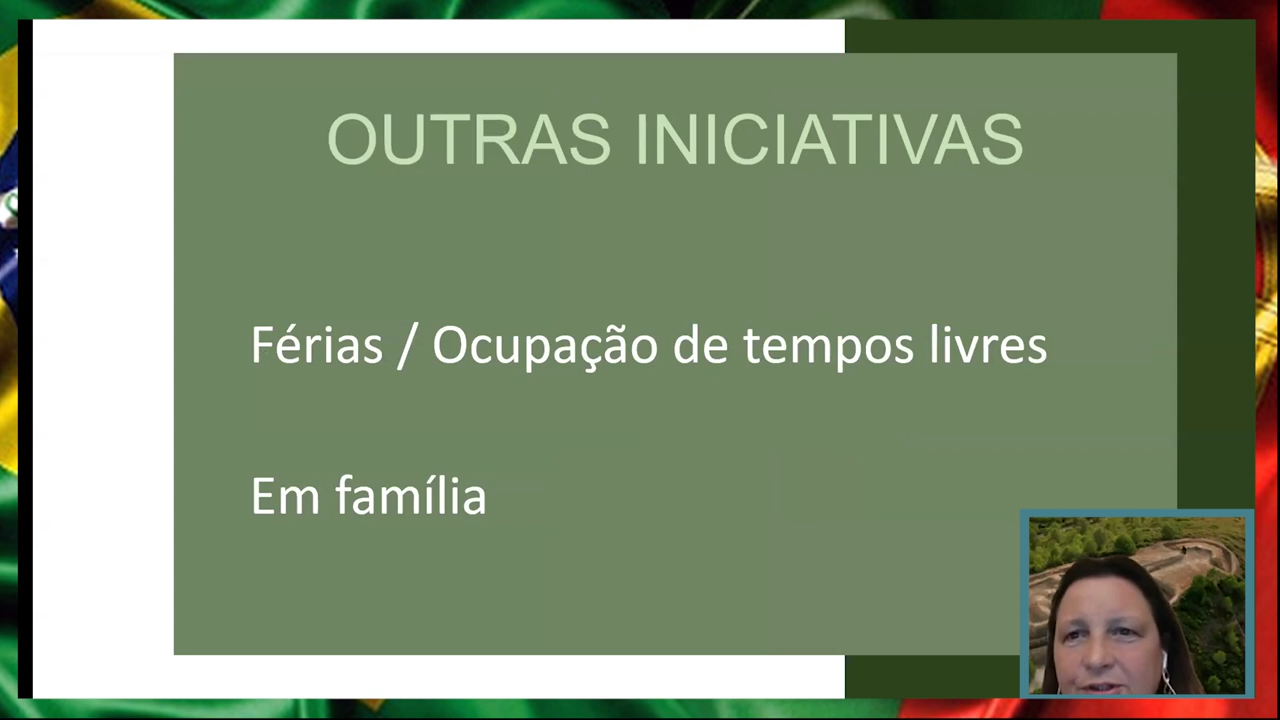 OUTRAS INICIATIVAS
Férias / Ocupação de tempos livres
Em família